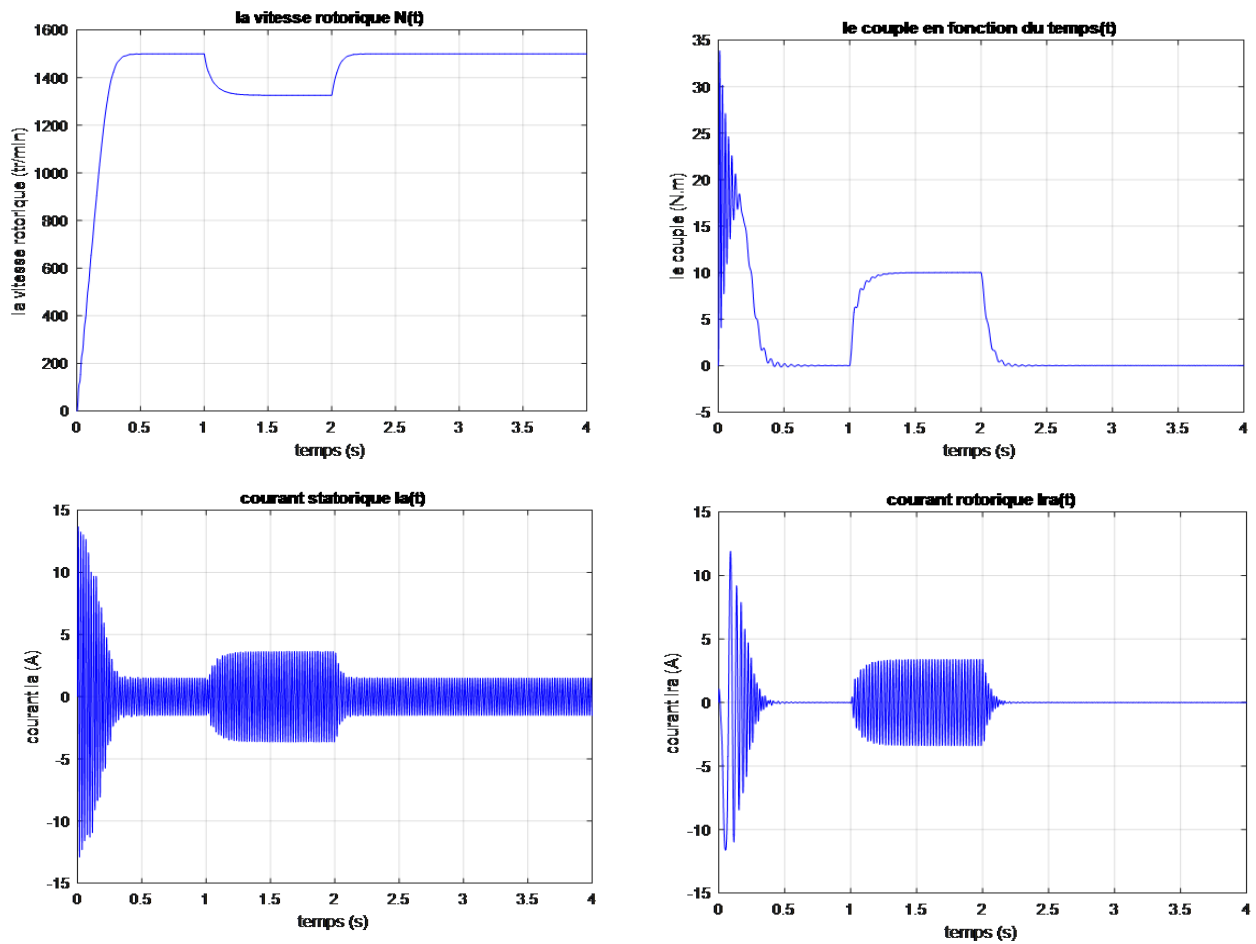 la vitesse rotorique N(t)
1600
1400
1200
1000
800
600
400
200
0
la vitesse rotorique (tr/min)
0 0.5 1 1.5 2 2.5 3 3.5 4
temps (s)
le couple en fonction du temps(t)
35
30
25
20
15
10
5
0
-5
le couple (N.m)
0 0.5 1 1.5 2 2.5 3 3.5 4
temps (s)
courant statorique Ia(t)
15
10
5
0
-5
-10
-15
courant Ia (A)
0 0.5 1 1.5 2 2.5 3 3.5 4
temps (s)
courant rotorique Ira(t)
15
10
5
0
-5
-10
-15
courant Ira (A)
0 0.5 1 1.5 2 2.5 3 3.5 4
temps (s)